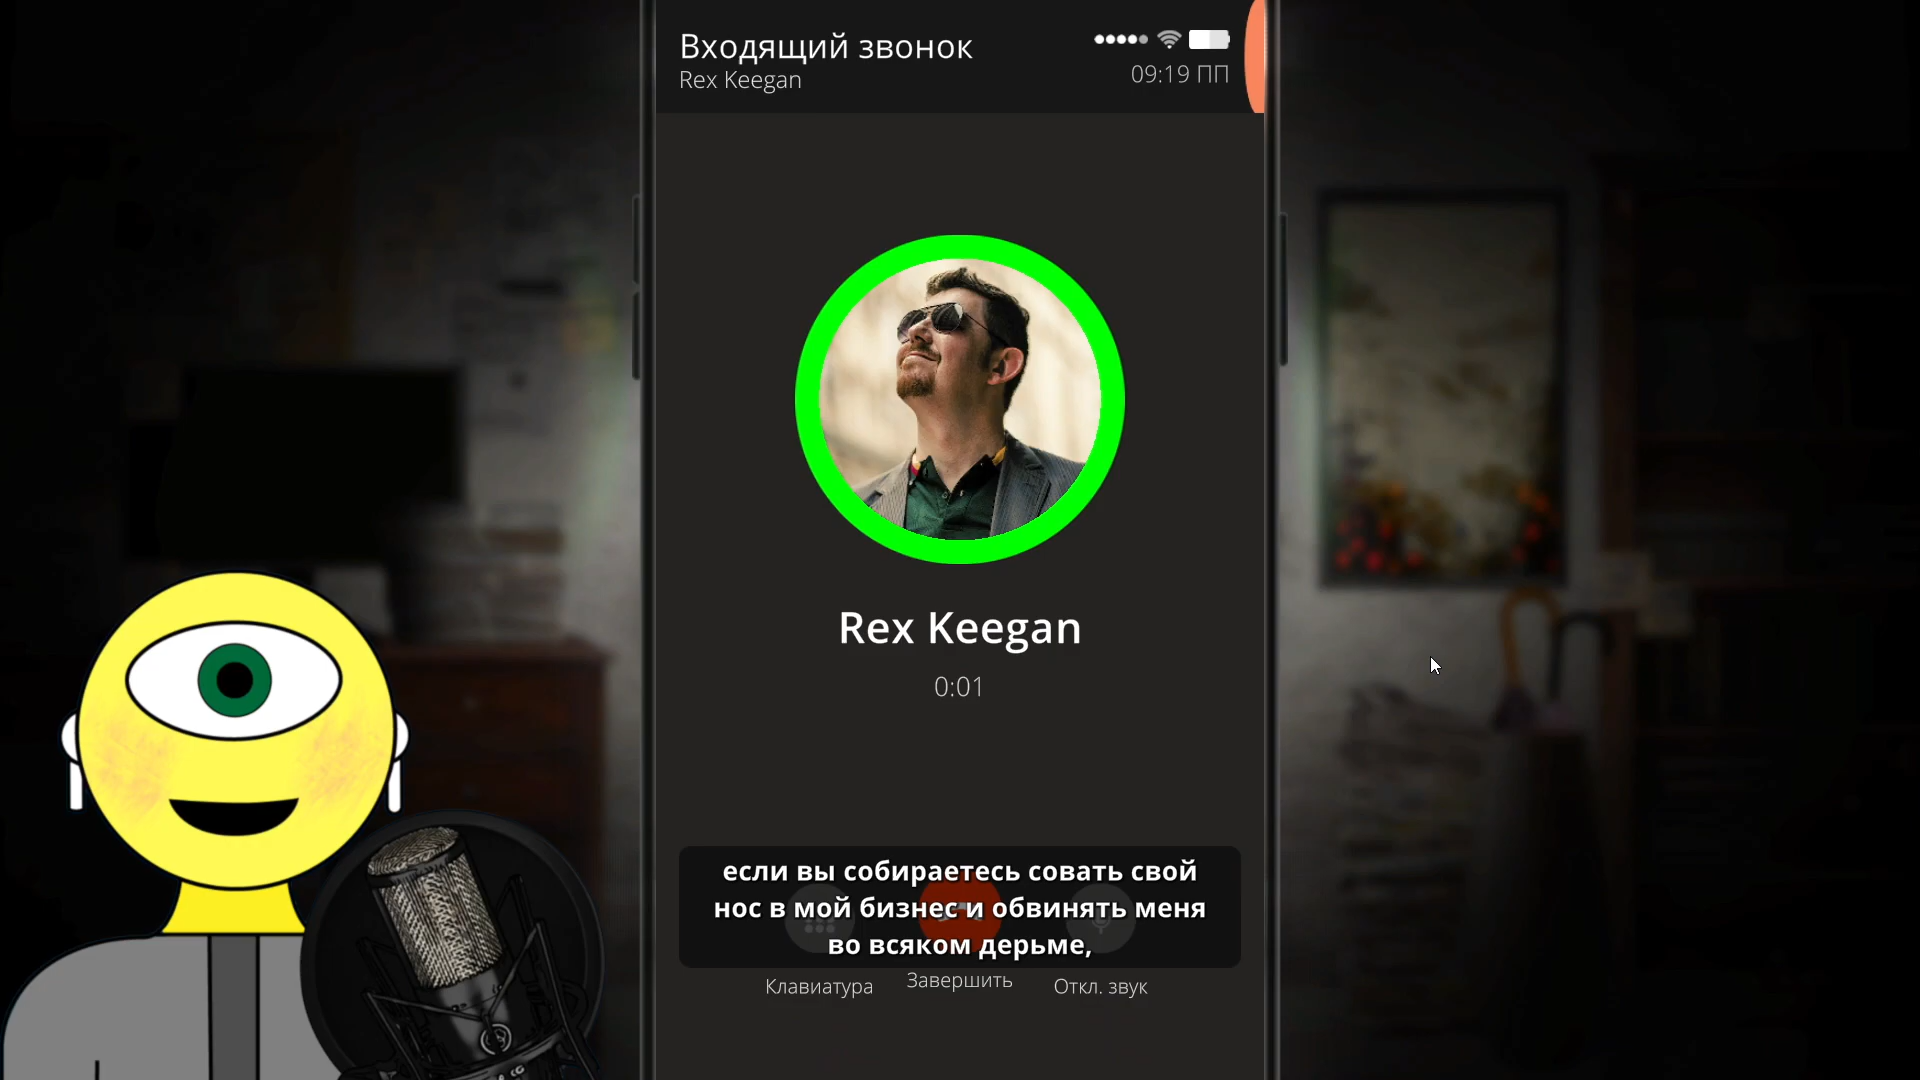 Входящий звонок
Rex Keegan
09:19 ПП
Rex Keegan
0:01
если вы собираетесь совать свой
нос в мой бизнес и обвинять меня
во всяком дерьме,
Клавиатура
Завершить
Откл. звук